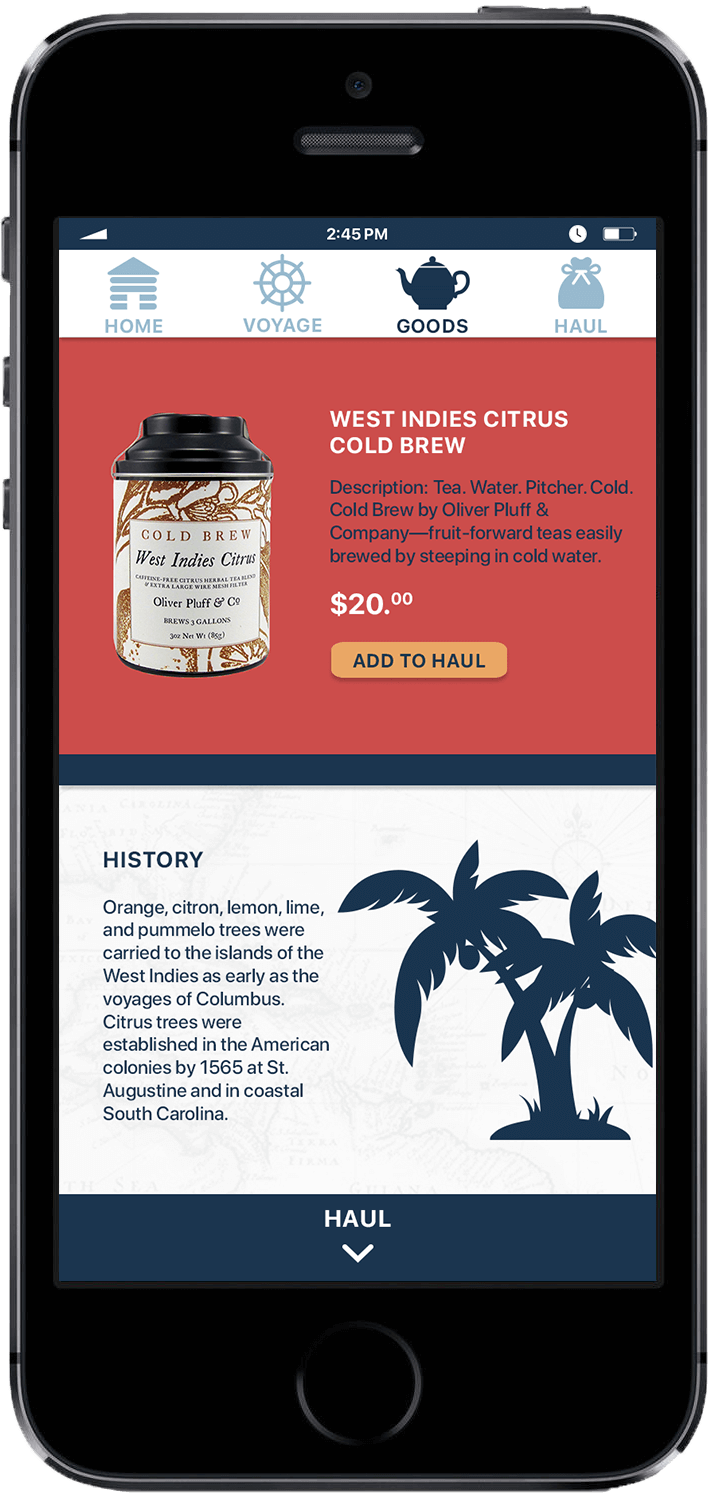 2:45 PM
HOME
VOYAGE
GOODS
HAUL
WEST INDIES CITRUS
COLD BREW
Description: Tea. Water. Pitcher. Cold.
Cold Brew by Oliver Pluff &
Company—fruit-forward teas easily
brewed by steeping in cold water.
$20.00
ADD TO HAUL
COLD BREW
West Indies Citrus
CAFFEINE-FREE CITRUS HERBAL TEA BLEND
& EXTRA LARGE WIRE MESH FILTER
Oliver Pluff & Co
BREWS 3 GALLONS
3oz Net Wt (85g)
HISTORY
Orange, citron, lemon, lime,
and pummelo trees were
carried to the islands of the
West Indies as early as the
voyages of Columbus.
Citrus trees were
established in the American
colonies by 1565 at St.
Augustine and in coastal
South Carolina.
TERRA
FIRMA
GUIANA
TH SEA
HAUL